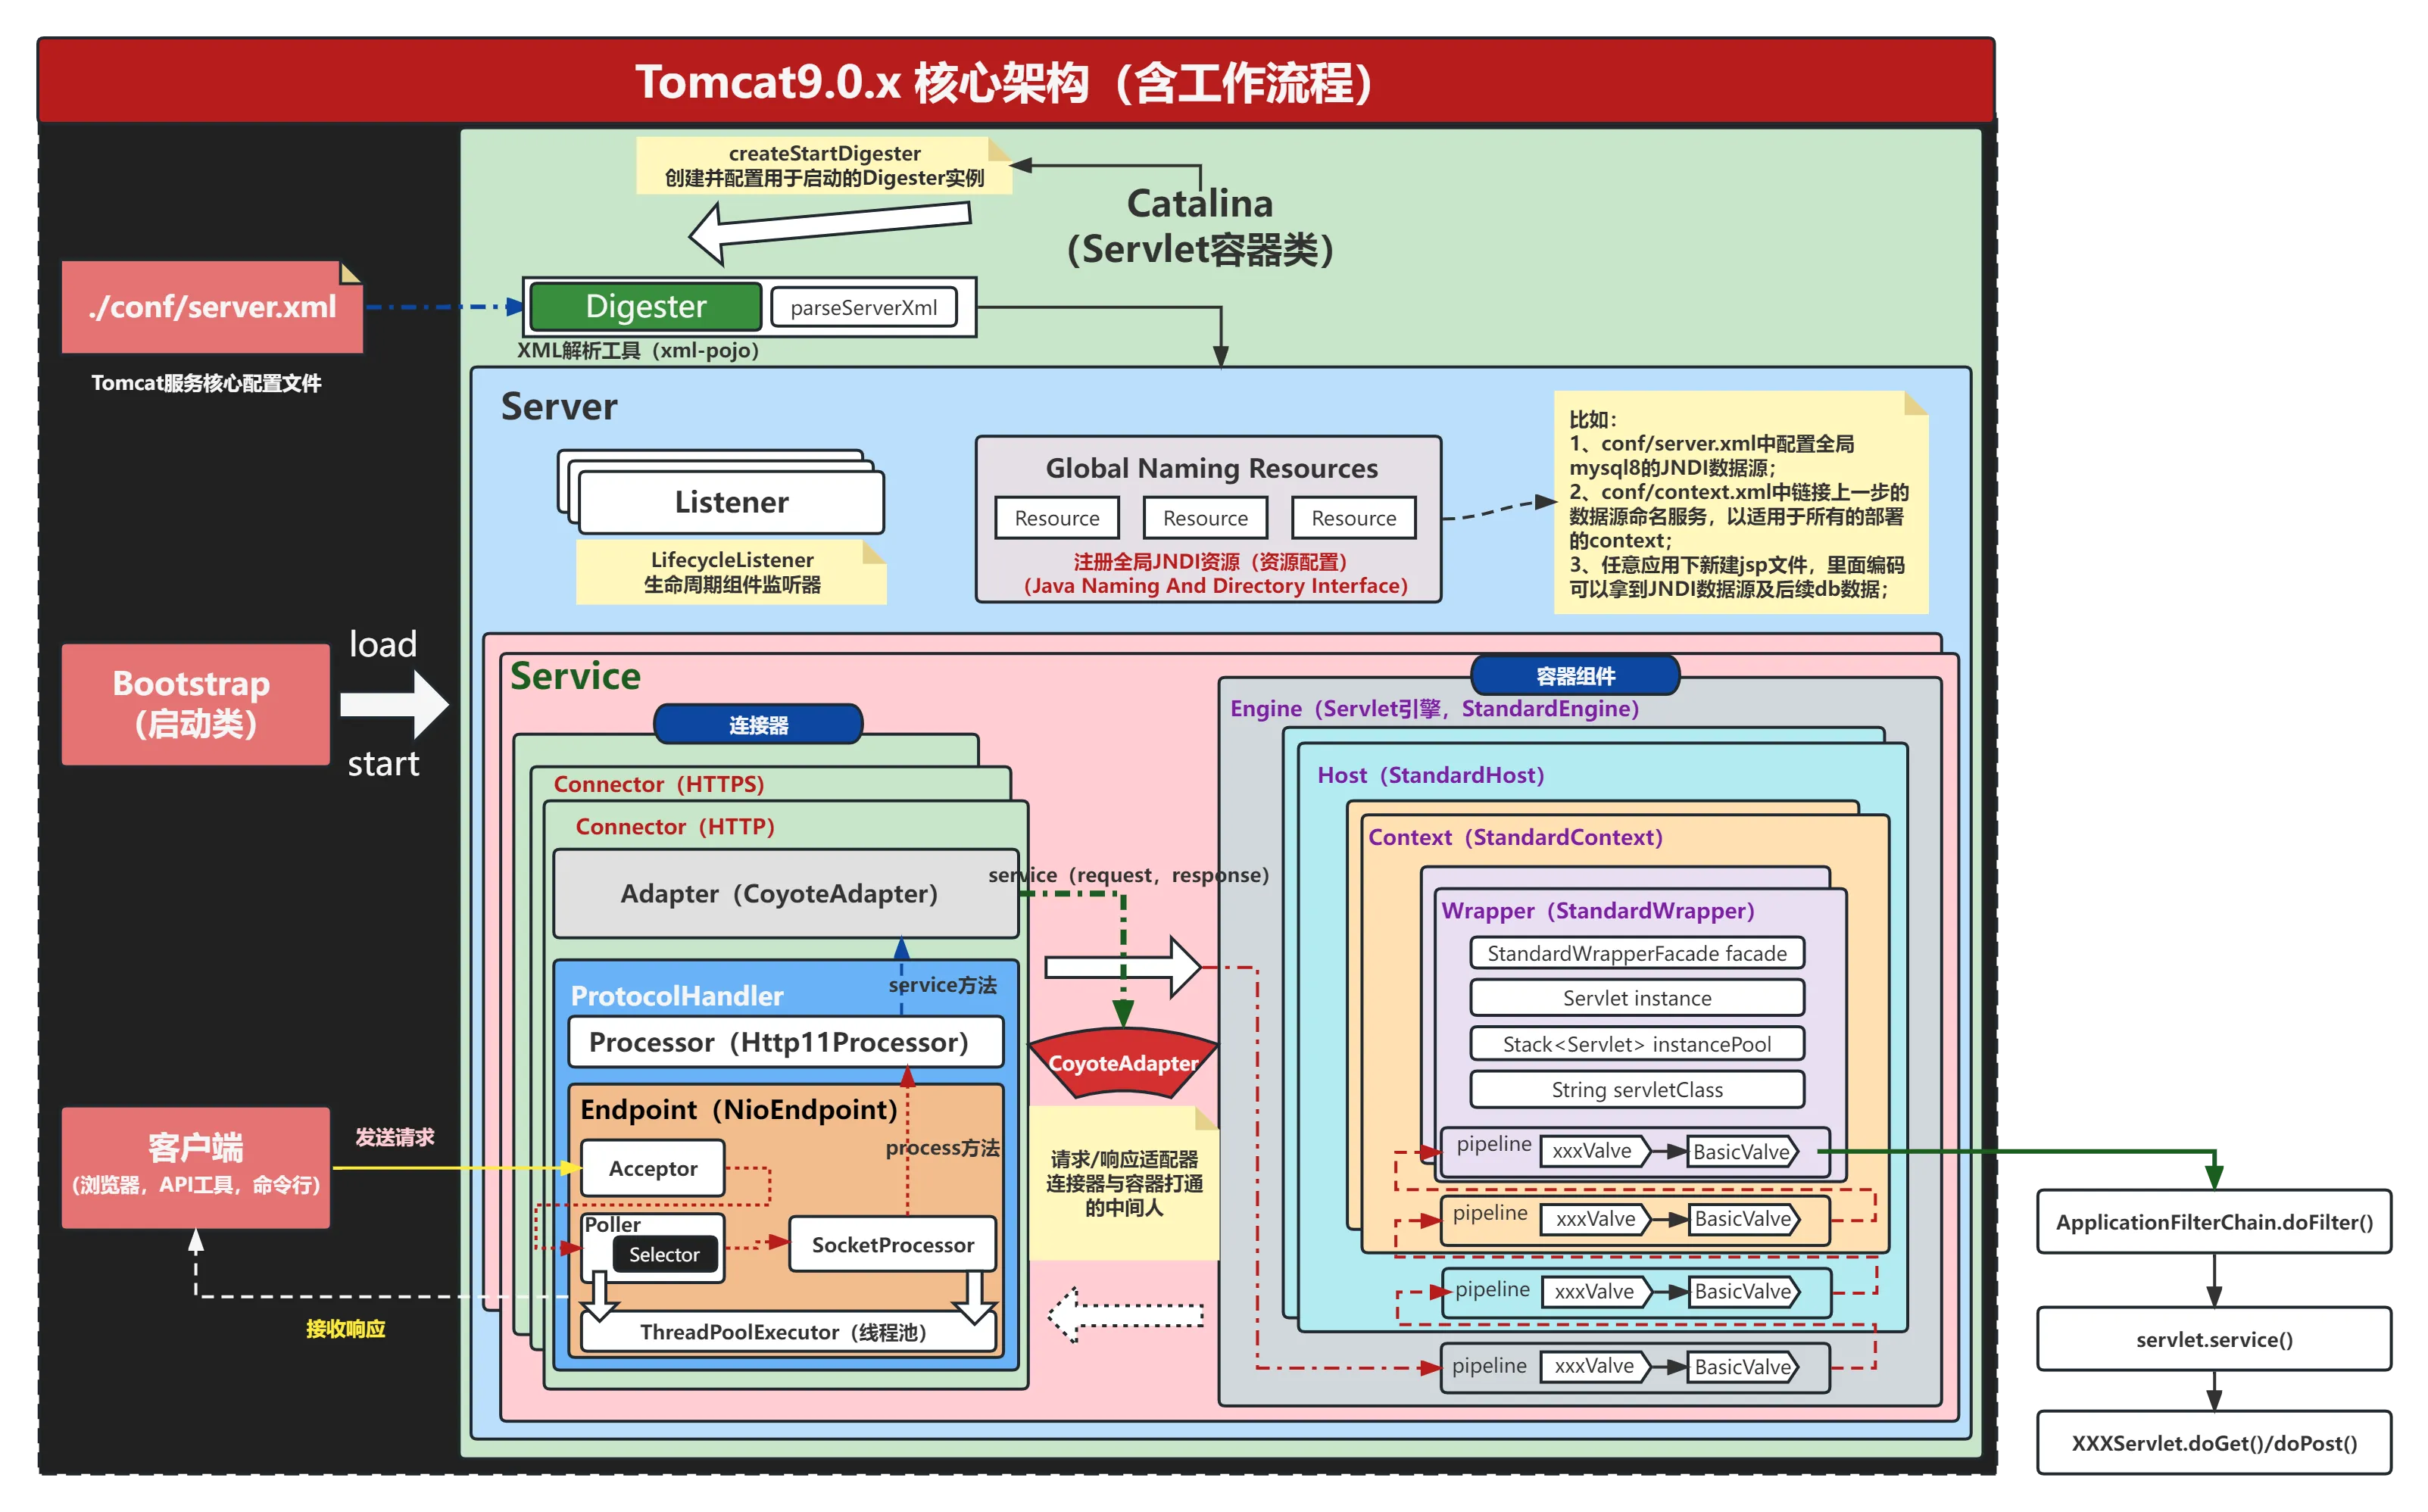 Tomcat9.0.x 核心架构（含工作流程）
createStartDigester
创建并配置用于启动的Digester实例
Catalina
（Servlet容器类）
./conf/server.xml
Tomcat服务核心配置文件
Digester
parseServerXml
XML解析工具（xml-pojo）
Server
Listener
LifecycleListener
生命周期组件监听器
Global Naming Resources
Resource
Resource
Resource
注册全局JNDI资源（资源配置）
（Java Naming And Directory Interface）
比如：
1、conf/server.xml中配置全局
mysql8的JNDI数据源；
2、conf/context.xml中链接上一步的
数据源命名服务，以适用于所有的部署
的context；
3、任意应用下新建jsp文件，里面编码
可以拿到JNDI数据源及后续db数据；
Bootstrap
（启动类）
load
start
Service
连接器
Connector（HTTPS）
Connector（HTTP）
Adapter（CoyoteAdapter）
service（request，response）
ProtocolHandler
service方法
Processor（Http11Processor）
Endpoint（NioEndpoint）
process方法
Acceptor
Poller
Selector
SocketProcessor
ThreadPoolExecutor（线程池）
CoyoteAdapter
请求/响应适配器
连接器与容器打通
的中间人
客户端
（浏览器，API工具，命令行）
发送请求
接收响应
容器组件
Engine（Servlet引擎，StandardEngine）
Host（StandardHost）
Context（StandardContext）
Wrapper（StandardWrapper）
StandardWrapperFacade facade
Servlet instance
Stack<Servlet> instancePool
String servletClass
pipeline xxxValve BasicValve
pipeline xxxValve BasicValve
pipeline xxxValve BasicValve
pipeline xxxValve BasicValve
ApplicationFilterChain.doFilter()
servlet.service()
XXXServlet.doGet()/doPost()